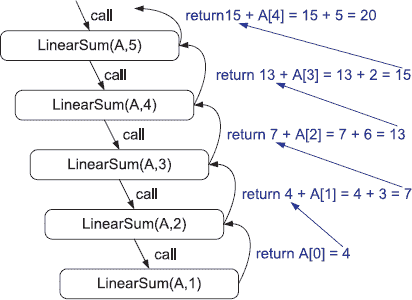 call
return15 + A[4] = 15 + 5 = 20
LinearSum(A,5)
call
return 13 + A[3] = 13 + 2 = 15
LinearSum(A,4)
call
return 7 + A[2] = 7 + 6 = 13
LinearSum(A,3)
call
return 4 + A[1] = 4 + 3 = 7
LinearSum(A,2)
call
return A[0] = 4
LinearSum(A,1)